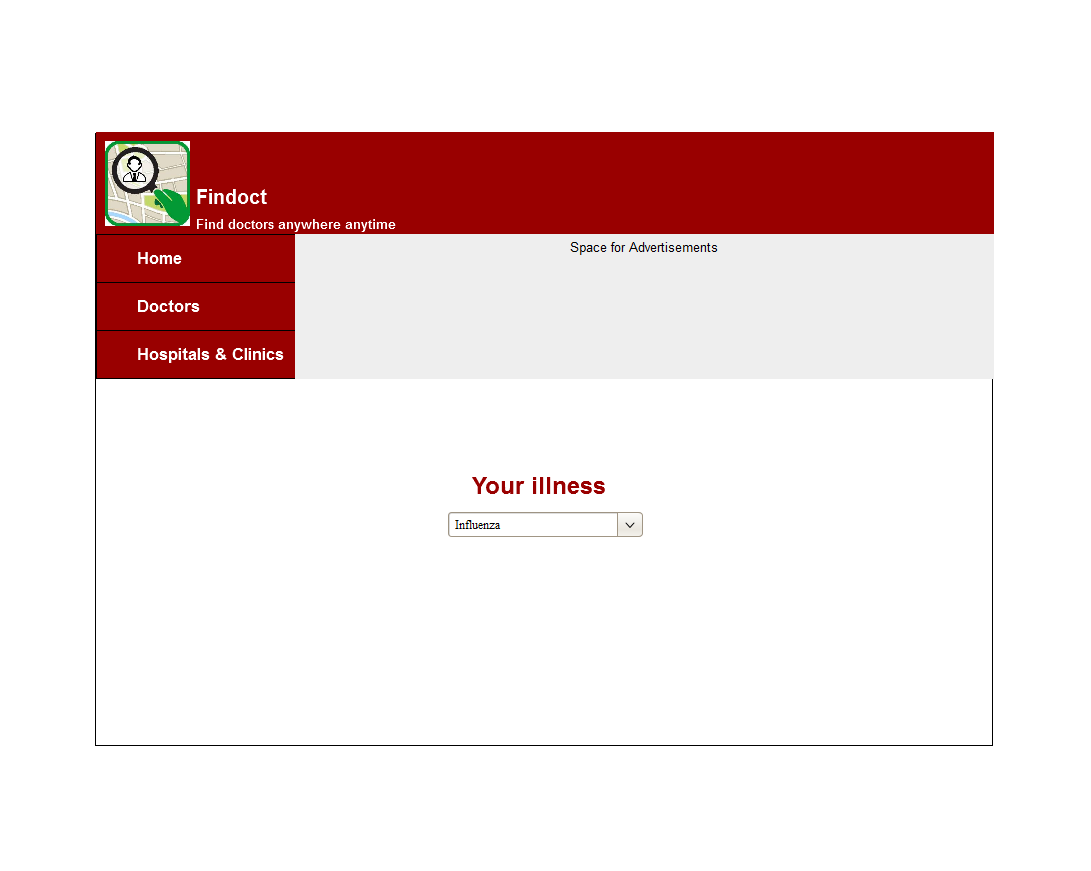 Findoct
Find doctors anywhere anytime
Home
Space for Advertisements
Doctors
Hospitals & Clinics
Your illness
Influenza